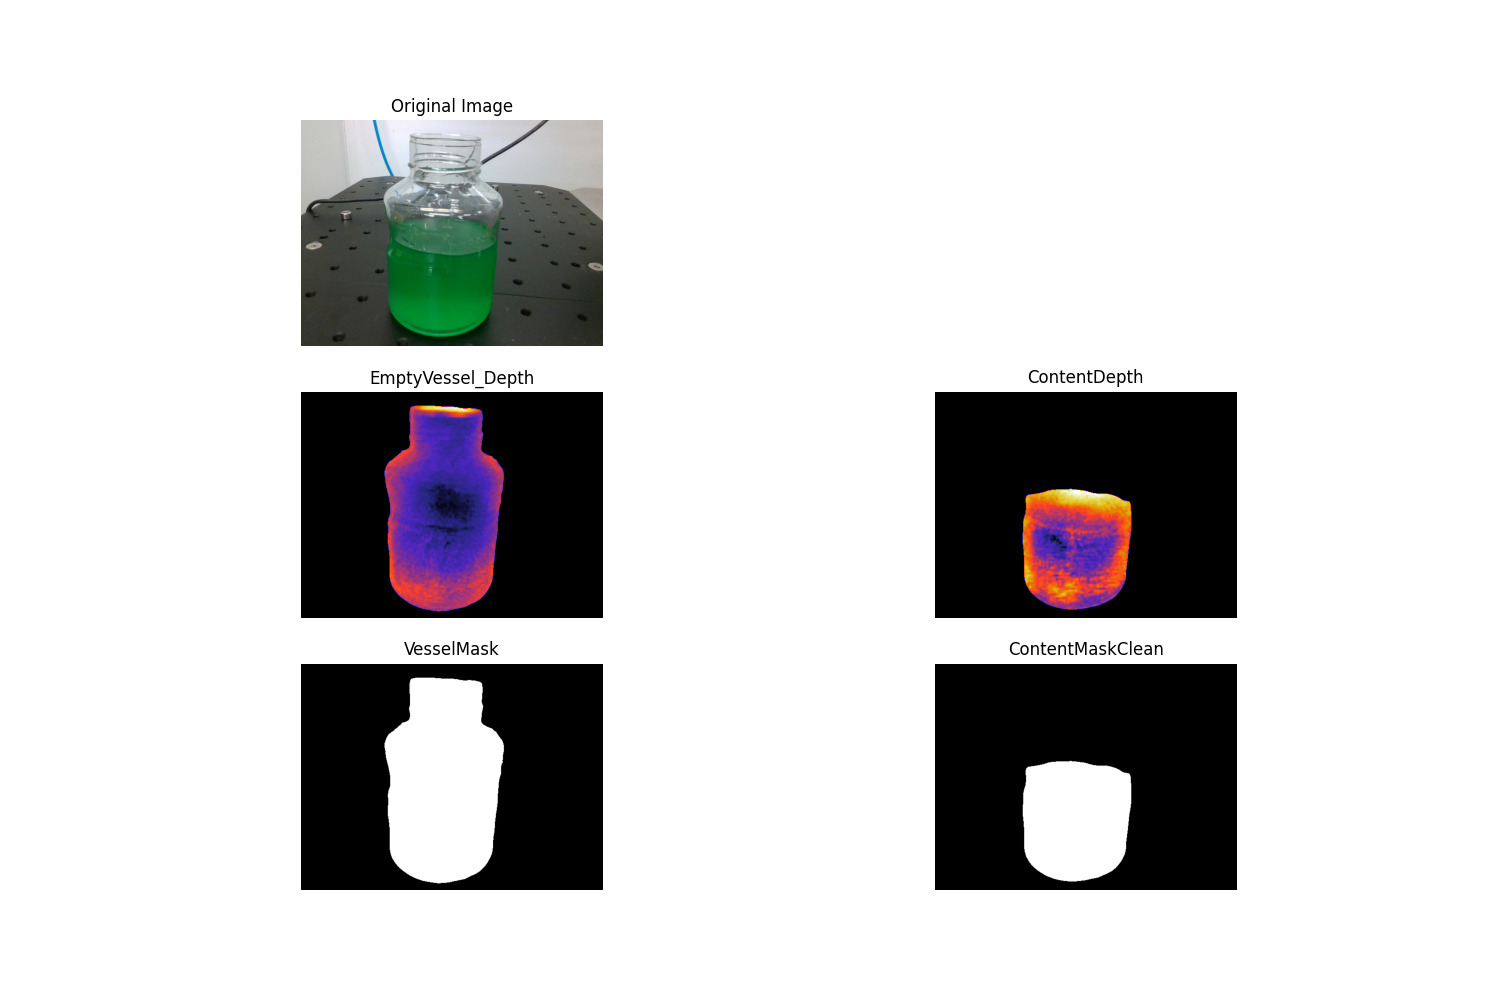 Original Image
EmptyVessel_Depth
ContentDepth
VesselMask
ContentMaskClean